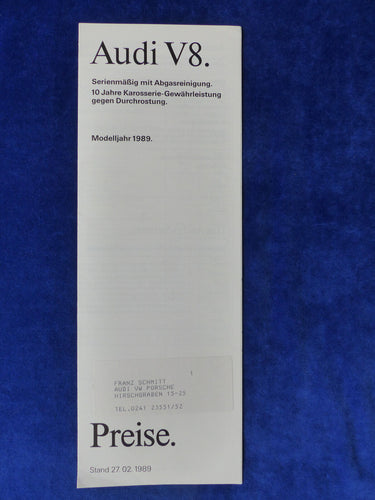 Audi V8.
Serienmäßig mit Abgasreinigung.
10 Jahre Karosserie-Gewährleistung
gegen Durchrostung.
Modelljahr 1989.
FRANZ SCHMITT
AUDI VW PORSCHE
HIRSCHGRABEN 15-25
TEL.0241 23551/52
Preise.
Stand 27.02.1989